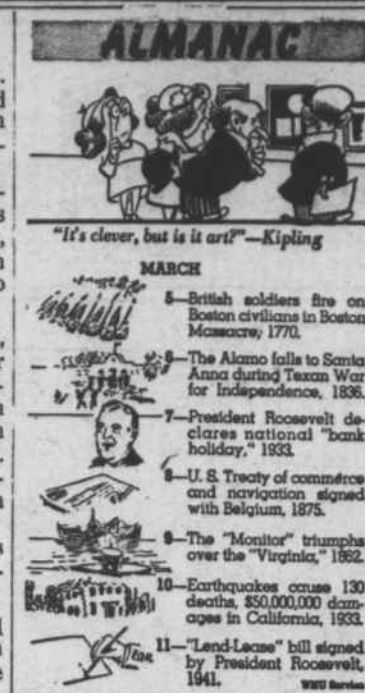 ALMANAC
"It's clever, but is it art?"—Kipling
MARCH
5—British soldiers fire on
Boston civilians in Boston
Massacre, 1770.
6—The Alamo falls to Santa
Anna during Texan War
for Independence, 1836.
7—President Roosevelt de-
clares national "bank
holiday," 1933.
8—U. S. Treaty of commerce
and navigation signed
with Belgium, 1875.
9—The "Monitor" triumphs
over the "Virginia," 1862.
10—Earthquakes cause 130
deaths, $50,000,000 dam-
ages in California, 1933.
11—"Lend-Lease" bill signed
by President Roosevelt,
1941.
WNU Service